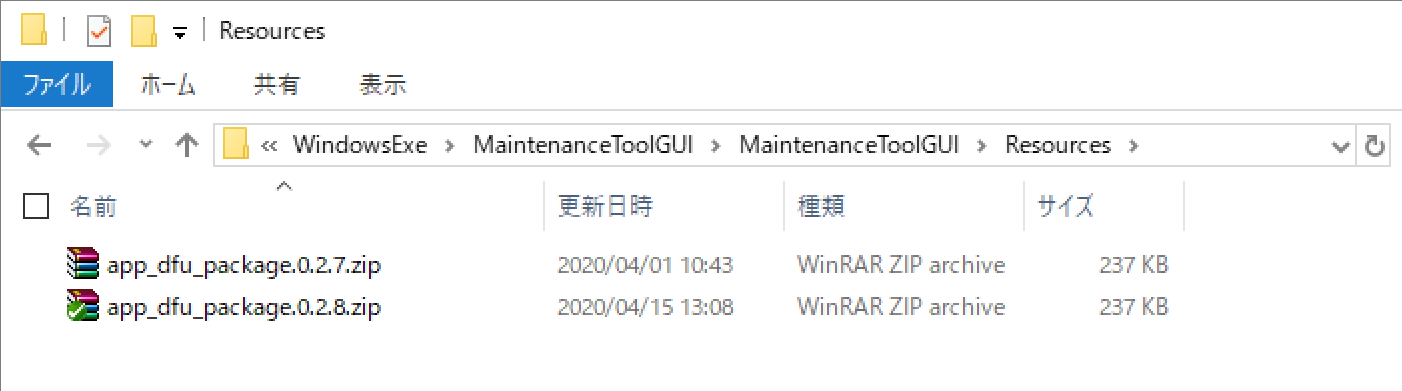 Resources
ファイル ホーム 共有 表示
« WindowsExe › MaintenanceToolGUI › MaintenanceToolGUI › Resources ›
名前 更新日時 種類 サイズ
app_dfu_package.0.2.7.zip 2020/04/01 10:43 WinRAR ZIP archive 237 KB
app_dfu_package.0.2.8.zip 2020/04/15 13:08 WinRAR ZIP archive 237 KB